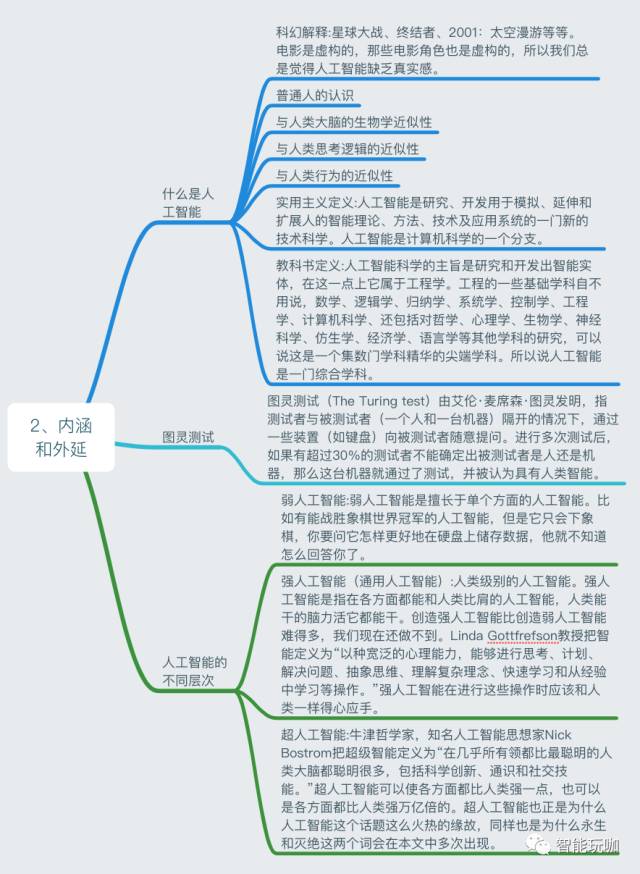 科幻解释:星球大战、终结者、2001：太空漫游等等。
电影是虚构的，那些电影角色也是虚构的，所以我们总
是觉得人工智能缺乏真实感。
普通人的认识
与人类大脑的生物学近似性
与人类思考逻辑的近似性
与人类行为的近似性
什么是人
工智能
实用主义定义:人工智能是研究、开发用于模拟、延伸和
扩展人的智能理论、方法、技术及应用系统的一门新的
技术科学。人工智能是计算机科学的一个分支。
教科书定义:人工智能科学的主旨是研究和开发出智能实
体，在这一点上它属于工程学。工程的一些基础学科自不
用说，数学、逻辑学、归纳学、系统学、控制学、工程
学、计算机科学、还包括对哲学、心理学、生物学、神经
科学、仿生学、经济学、语言学等其他学科的研究，可以
说这是一个集数门学科精华的尖端学科。所以说人工智能
是一门综合学科。
2、内涵
和外延
图灵测试
图灵测试（The Turing test）由艾伦·麦席森·图灵发明，指
测试者与被测试者（一个人和一台机器）隔开的情况下，通过
一些装置（如键盘）向被测试者随意提问。进行多次测试后，
如果有超过30%的测试者不能确定出被测试者是人还是机
器，那么这台机器就通过了测试，并被认为具有人类智能。
弱人工智能:弱人工智能是擅长于单个方面的人工智能。比
如有能战胜象棋世界冠军的人工智能，但是它只会下象
棋，你要问它怎样更好地在硬盘上储存数据，他就不知道
怎么回答你了。
人工智能的
不同层次
强人工智能（通用人工智能）:人类级别的人工智能。强人
工智能是指在各方面都能和人类比肩的人工智能，人类能
干的脑力活它都能干。创造强人工智能比创造弱人工智能
难得多，我们现在还做不到。Linda Gottfrefson教授把智
能定义为“以种宽泛的心理能力，能够进行思考、计划、
解决问题、抽象思维、理解复杂理念、快速学习和从经验
中学习等操作。”强人工智能在进行这些操作时应该和人
类一样得心应手。
超人工智能:牛津哲学家，知名人工智能思想家Nick
Bostrom把超级智能定义为“在几乎所有领都比最聪明的人
类大脑都聪明很多，包括科学创新、通识和社交技
能。”超人工智能可以使各方面都比人类强一点，也可以
是各方面都比人类强万亿倍的。超人工智能也正是为什么
人工智能这个话题这么火热的缘故，同样也是为什么永生
和灭绝这两个词会在本文中多次出现。
智能玩咖